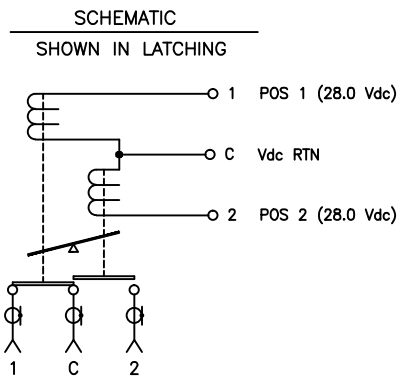 SCHEMATIC
SHOWN IN LATCHING
1 POS 1 (28.0 Vdc)
C Vdc RTN
2 POS 2 (28.0 Vdc)
1 C 2